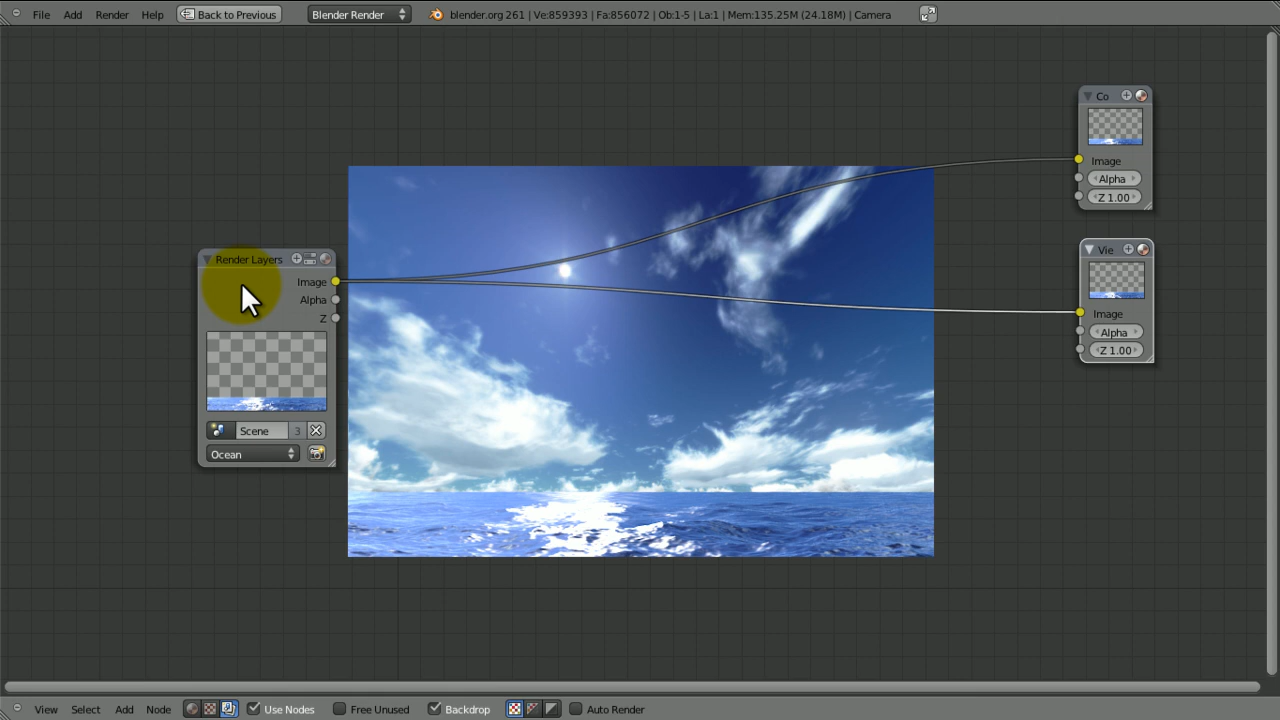 File Add Render Help Back to Previous Blender Render blender.org 261 | Ve:859393 | Fa:856072 | Ob:1-5 | La:1 | Mem:135.25M (24.18M) | Camera
Co
Image
Alpha
Z 1.00
Render Layers
Image
Alpha
Z
Scene 3
Ocean
Vie
Image
Alpha
Z 1.00
View Select Add Node Use Nodes Free Unused Backdrop Auto Render